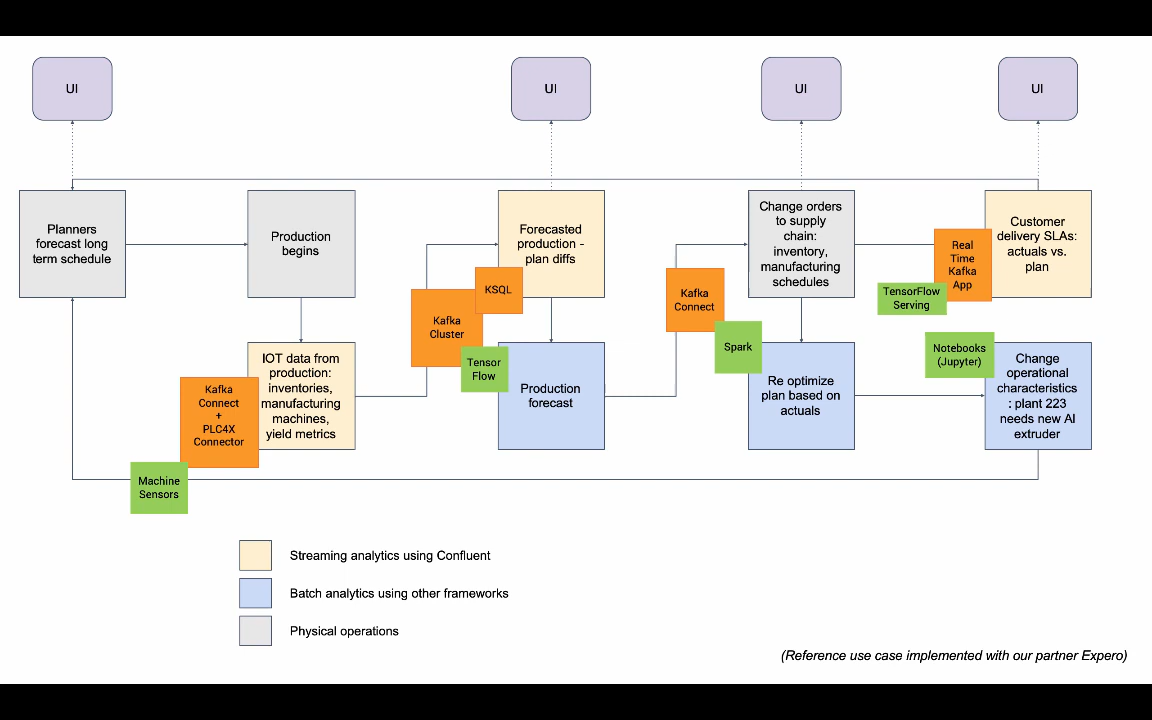 UI
UI
UI
UI
Planners
forecast long
term schedule
Production
begins
Forecasted
production -
plan diffs
Change orders
to supply
chain:
inventory,
manufacturing
schedules
Customer
delivery SLAs:
actuals vs.
plan
Real
Time
Kafka
App
TensorFlow
Serving
KSQL
Kafka
Cluster
Tensor
Flow
Kafka
Connect
Spark
Notebooks
(Jupyter)
IOT data from
production:
inventories,
manufacturing
machines,
yield metrics
Kafka
Connect
+
PLC4X
Connector
Machine
Sensors
Production
forecast
Re optimize
plan based on
actuals
Change
operational
characteristics
: plant 223
needs new AI
extruder
Streaming analytics using Confluent
Batch analytics using other frameworks
Physical operations
(Reference use case implemented with our partner Expero)